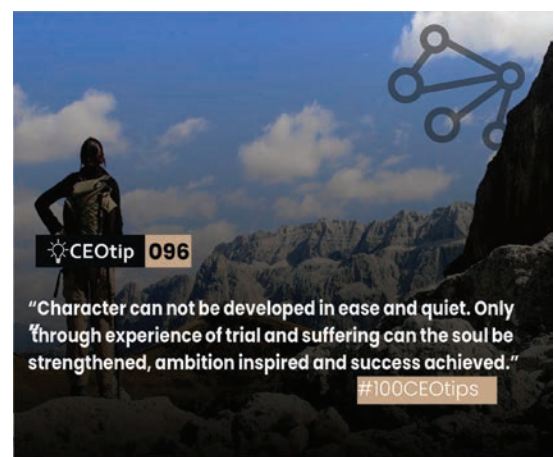 CEOtip 096
“Character can not be developed in ease and quiet. Only
“through experience of trial and suffering can the soul be
strengthened, ambition inspired and success achieved.”
#100CEOtips